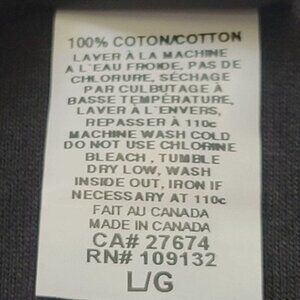 100% COTON/COTTON
LAVER À LA MACHINE
A L'EAU FROIDE, PAS DE
CHLORURE, SÉCHAGE
PAR CULBUTAGE À
BASSE TEMPÉRATURE,
LAVER À L'ENVERS,
REPASSER À 110c
MACHINE WASH COLD
DO NOT USE CHLORINE
BLEACH, TUMBLE
DRY LOW, WASH
INSIDE OUT, IRON IF
NECESSARY AT 110c
FAIT AU CANADA
MADE IN CANADA
CA# 27674
RN# 109132
L/G